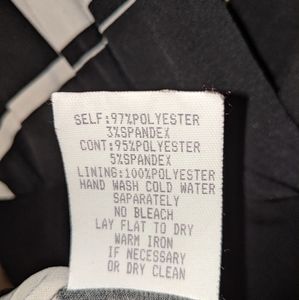 SELF:97%POLYESTER
3%SPANDEX
CONT:95%POLYESTER
5%SPANDEX
LINING:100%POLYESTER
HAND WASH COLD WATER
SAPARATELY
NO BLEACH
LAY FLAT TO DRY
WARM IRON
IF NECESSARY
OR DRY CLEAN